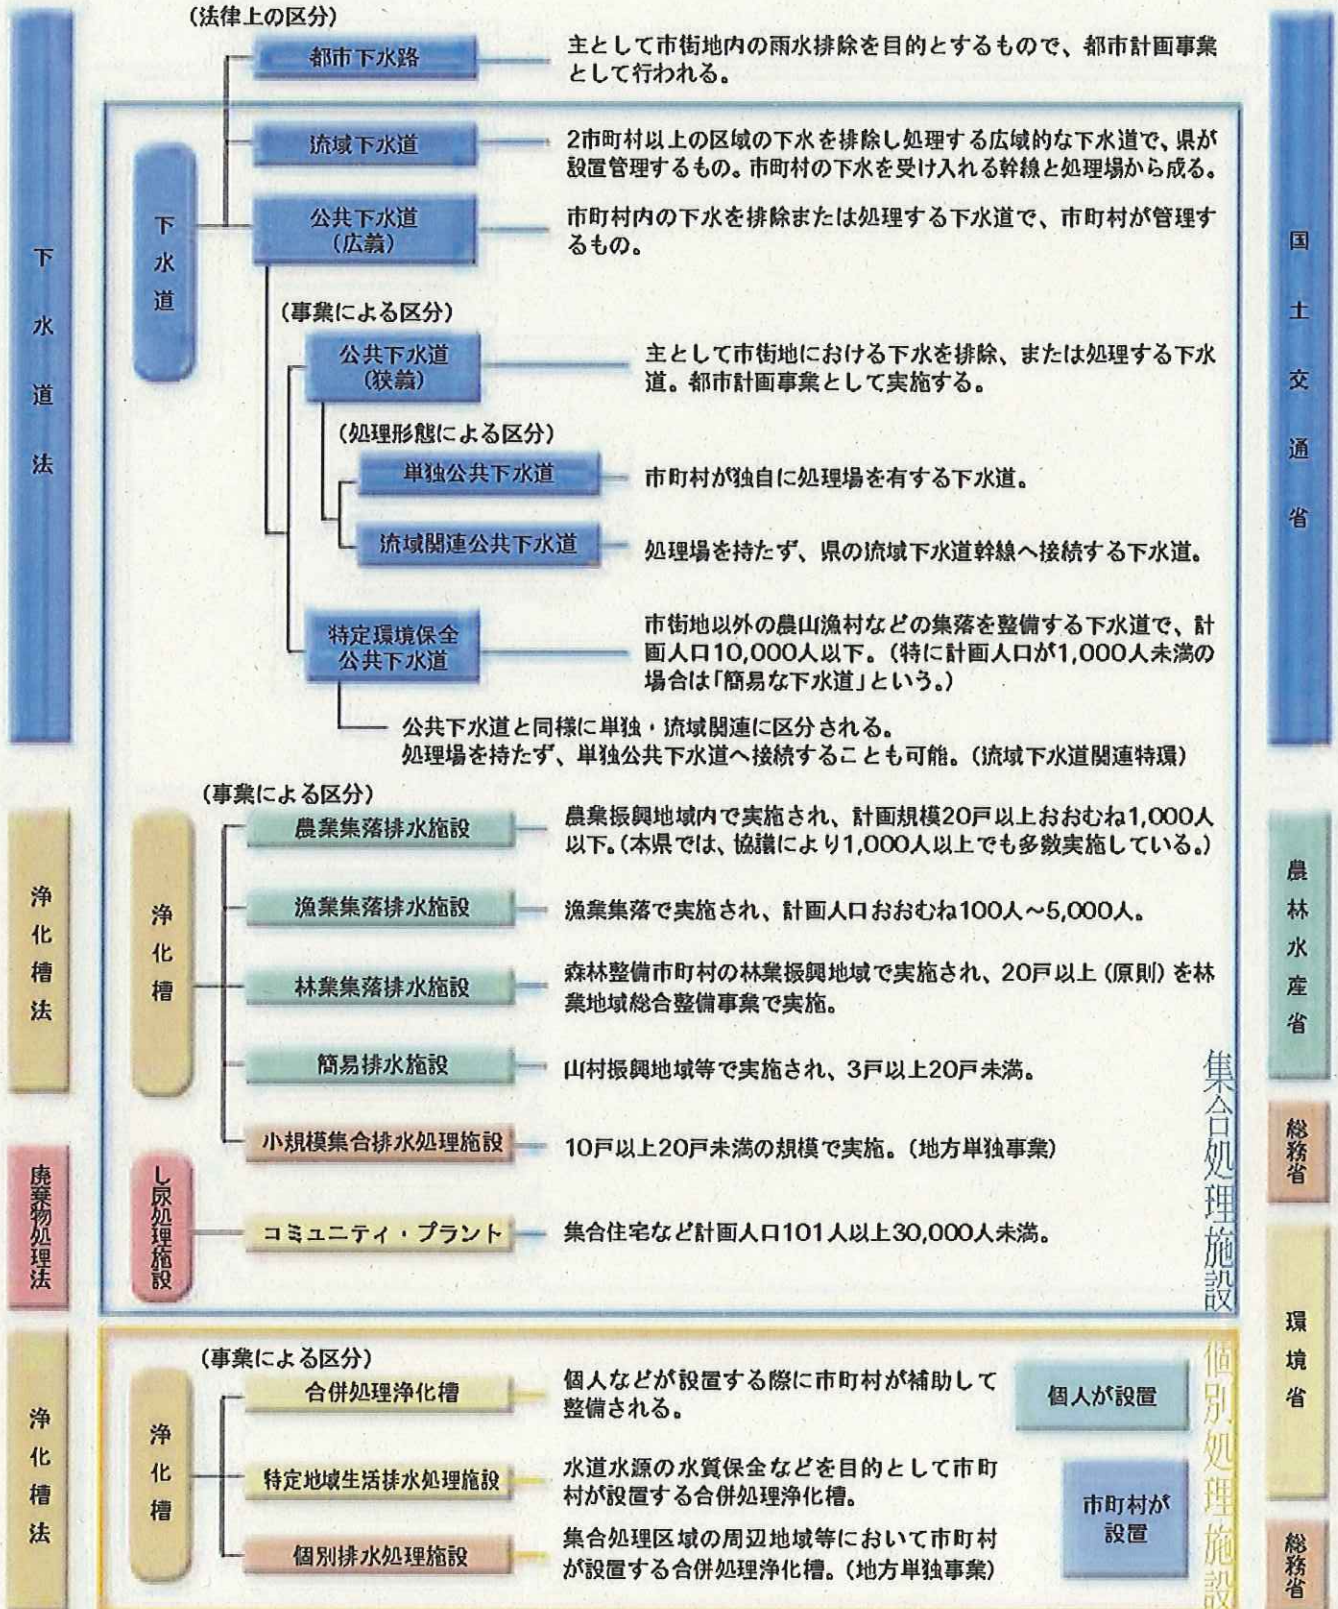 (法律上の区分)
都市下水路
主として市街地内の雨水排除を目的とするもので、都市計画事業
として行われる。
流域下水道
2市町村以上の区域の下水を排除し処理する広域的な下水道で、県が
設置管理するもの。市町村の下水を受け入れる幹線と処理場から成る。
下水道
公共下水道
(広義)
市町村内の下水を排除または処理する下水道で、市町村が管理す
るもの。
下水道法
国土交通省
(事業による区分)
公共下水道
(狭義)
主として市街地における下水を排除、または処理する下水
道。都市計画事業として実施する。
(処理形態による区分)
単独公共下水道
市町村が独自に処理場を有する下水道。
流域関連公共下水道
処理場を持たず、県の流域下水道幹線へ接続する下水道。
特定環境保全
公共下水道
市街地以外の農山漁村などの集落を整備する下水道で、計
画人口10,000人以下。(特に計画人口が1,000人未満の
場合は「簡易な下水道」という。)
公共下水道と同様に単独・流域関連に区分される。
処理場を持たず、単独公共下水道へ接続することも可能。(流域下水道関連特環)
(事業による区分)
農業集落排水施設
農業振興地域内で実施され、計画規模20戸以上おおむね1,000人
以下。(本県では、協議により1,000人以上でも多数実施している。)
浄化槽法
浄化槽
漁業集落排水施設
漁業集落で実施され、計画人口おおむね100人～5,000人。
農林水産省
林業集落排水施設
森林整備市町村の林業振興地域で実施され、20戸以上(原則)を林
業地域総合整備事業で実施。
簡易排水施設
山村振興地域等で実施され、3戸以上20戸未満。
小規模集合排水処理施設
10戸以上20戸未満の規模で実施。(地方単独事業)
総務省
集合処理施設
廃棄物処理法
し尿処理施設
コミュニティ・プラント
集合住宅など計画人口101人以上30,000人未満。
環境省
(事業による区分)
合併処理浄化槽
個人などが設置する際に市町村が補助して
整備される。
個人が設置
個別処理施設
浄化槽法
浄化槽
特定地域生活排水処理施設
水道水源の水質保全などを目的として市町
村が設置する合併処理浄化槽。
市町村が
設置
個別排水処理施設
集合処理区域の周辺地域等において市町村
が設置する合併処理浄化槽。(地方単独事業)
総務省